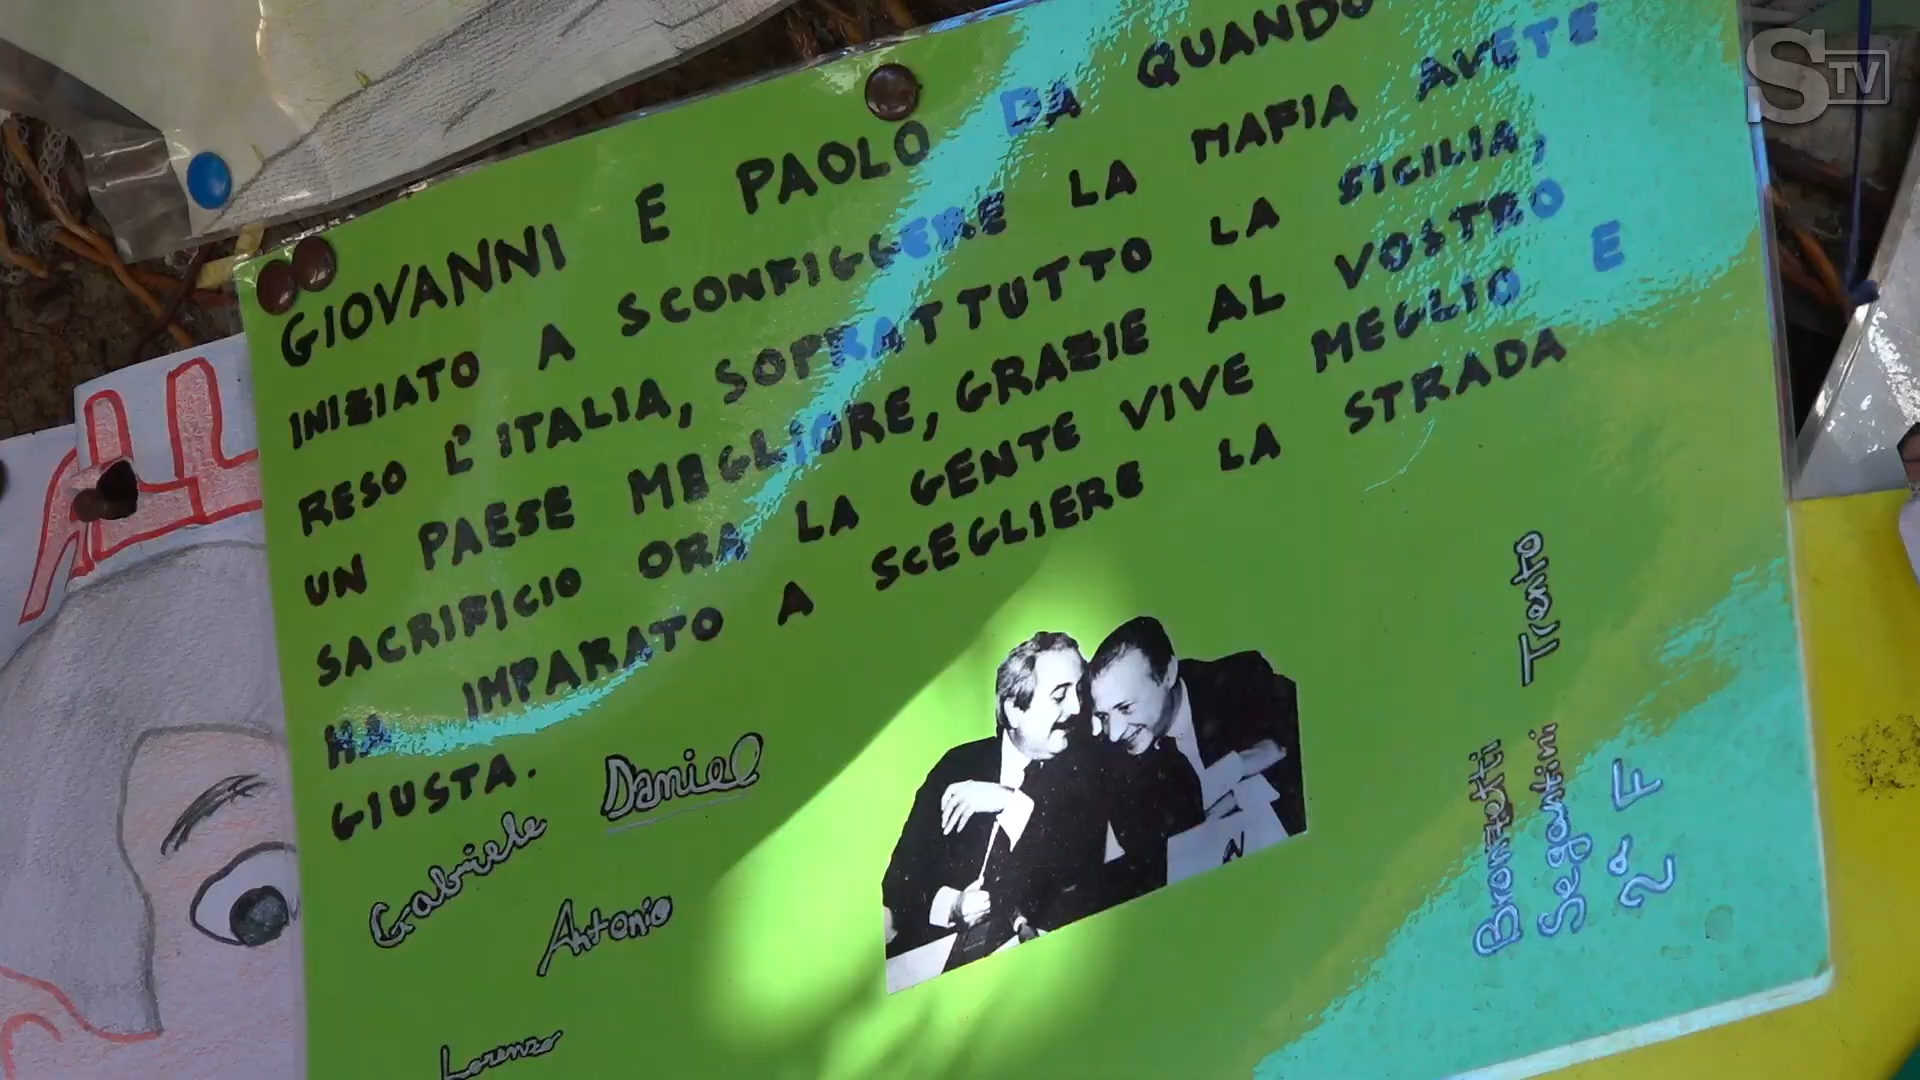 GIOVANNI E PAOLO DA QUANDO
INIZIATO A SCONFIGGERE LA MAFIA AVETE
RESO L'ITALIA, SOPRATTUTTO LA SICILIA,
UN PAESE MEGLIORE, GRAZIE AL VOSTRO
SACRIFICIO ORA LA GENTE VIVE MEGLIO E
HA IMPARATO A SCEGLIERE LA STRADA
GIUSTA.
Gabriele Daniel
Antonio
Lorenzo
Bronzetti
Segantini Trento
2ª F
STV